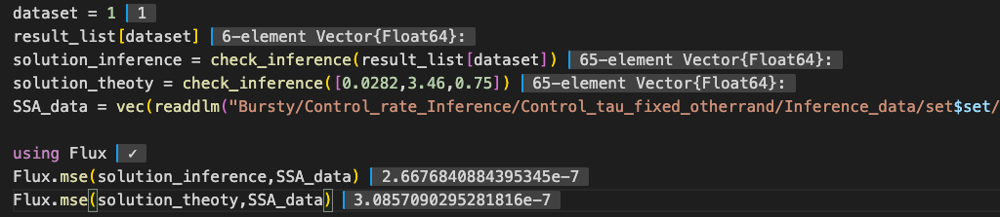 dataset = 1 1
result_list[dataset] 6-element Vector{Float64}:
solution_inference = check_inference(result_list[dataset]) 65-element Vector{Float64}:
solution_theoty = check_inference([0.0282,3.46,0.75]) 65-element Vector{Float64}:
SSA_data = vec(readdlm("Bursty/Control_rate_Inference/Control_tau_fixed_otherrand/Inference_data/set$set/
using Flux ✓
Flux.mse(solution_inference,SSA_data) 2.6676840884395345e-7
Flux.mse(solution_theoty,SSA_data) 3.0857090295281816e-7